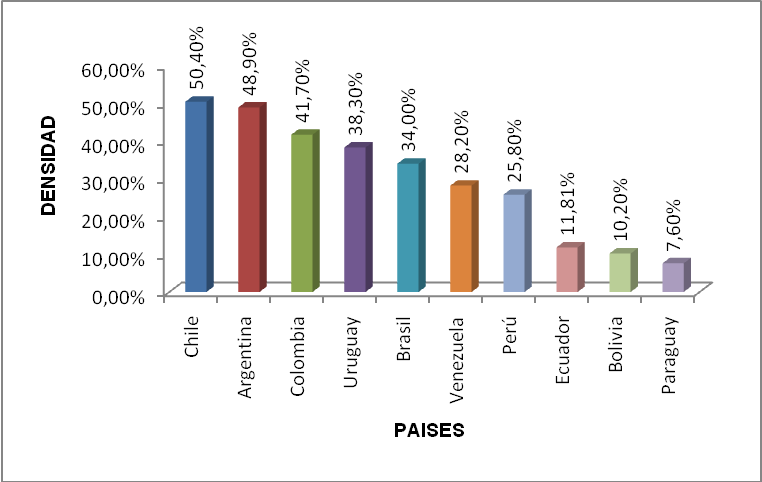 50,40%
48,90%
41,70%
38,30%
34,00%
28,20%
25,80%
11,81%
10,20%
7,60%
60,00%
50,00%
40,00%
30,00%
20,00%
10,00%
0,00%
DENSIDAD
Chile
Argentina
Colombia
Uruguay
Brasil
Venezuela
Perú
Ecuador
Bolivia
Paraguay
PAISES